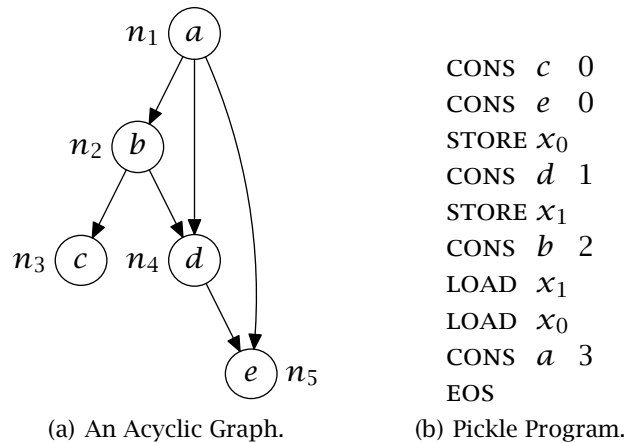 n₁ a
n₂ b
n₃ c
n₄ d
e n₅
(a) An Acyclic Graph.
CONS c 0
CONS e 0
STORE x₀
CONS d 1
STORE x₁
CONS b 2
LOAD x₁
LOAD x₀
CONS a 3
EOS
(b) Pickle Program.